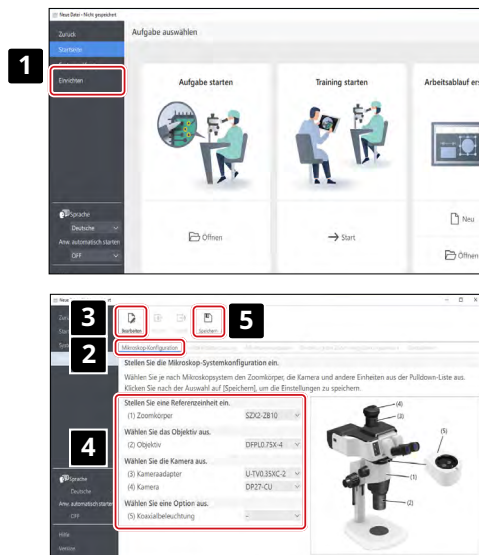 Neue Datei - Nicht gespeichert
Zurück
Startseite
Aufgabe auswählen
1
Einrichten
Aufgabe starten
Training starten
Arbeitsablauf ers
Sprache
Deutsche
Anw. automatisch starten
OFF
Öffnen
Start
Neu
Öffnen
3
Bearbeiten
Speichern
5
2
Mikroskop-Konfiguration
Stellen Sie die Mikroskop-Systemkonfiguration ein.
Wählen Sie je nach Mikroskopsystem den Zoomkörper, die Kamera und andere Einheiten aus der Pulldown-Liste aus.
Klicken Sie nach der Auswahl auf [Speichern], um die Einstellungen zu speichern.
4
Stellen Sie eine Referenzeinheit ein.
(1) Zoomkörper SZX2-ZB10
Wählen Sie das Objektiv aus.
(2) Objektiv DFPL0.75X-4
Wählen Sie die Kamera aus.
(3) Kameraadapter U-TV0.35XC-2
(4) Kamera DP27-CU
Wählen Sie eine Option aus.
(5) Koaxialbeleuchtung -
(4)
(3)
(5)
(1)
(2)
Sprache
Deutsche
Anw. automatisch starten
OFF
Hilfe
Version